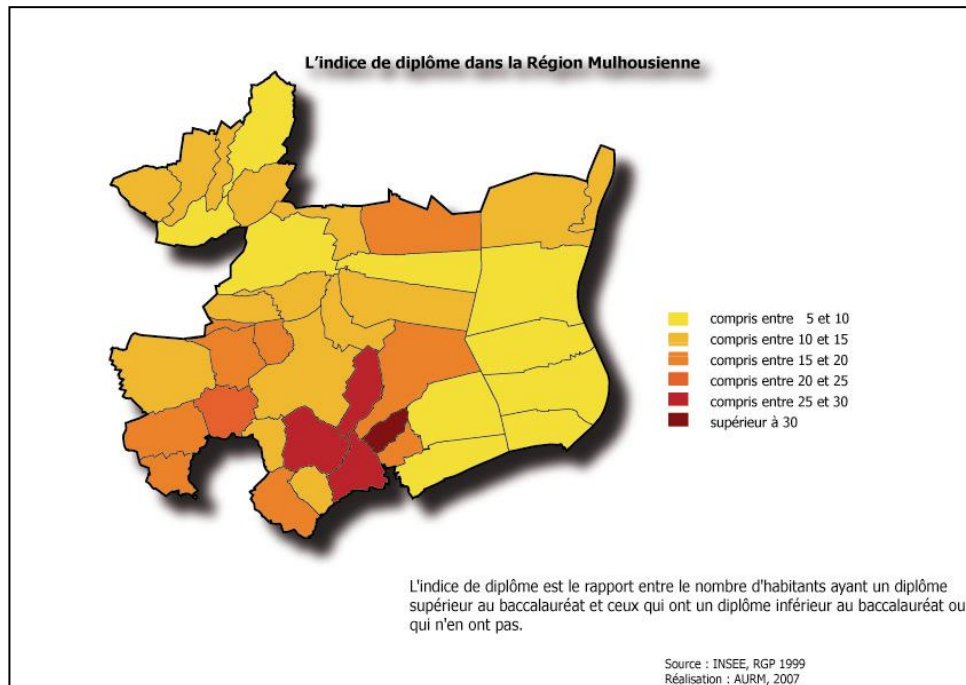 L'indice de diplôme dans la Région Mulhousienne
compris entre 5 et 10
compris entre 10 et 15
compris entre 15 et 20
compris entre 20 et 25
compris entre 25 et 30
supérieur à 30
L'indice de diplôme est le rapport entre le nombre d'habitants ayant un diplôme
supérieur au baccalauréat et ceux qui ont un diplôme inférieur au baccalauréat ou
qui n'en ont pas.
Source : INSEE, RGP 1999
Réalisation : AURM, 2007